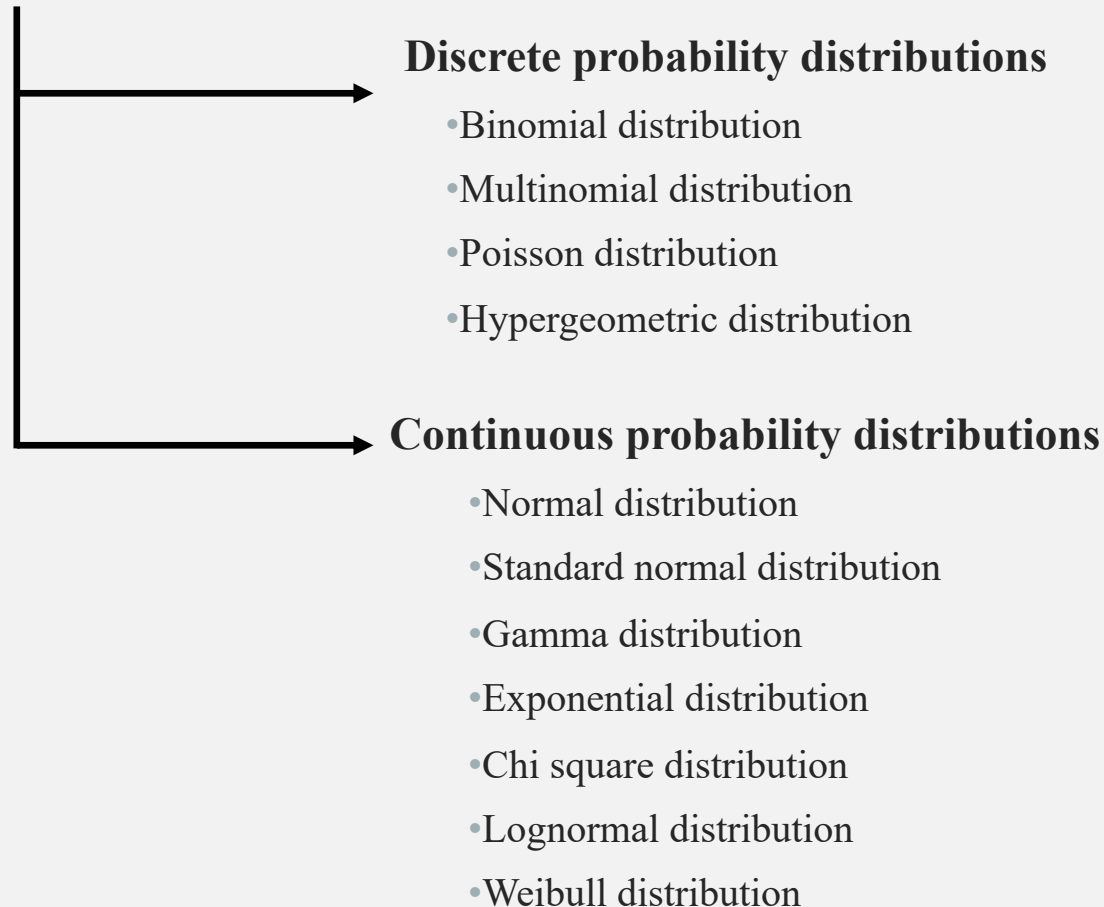 Discrete probability distributions
•Binomial distribution
•Multinomial distribution
•Poisson distribution
•Hypergeometric distribution
Continuous probability distributions
•Normal distribution
•Standard normal distribution
•Gamma distribution
•Exponential distribution
•Chi square distribution
•Lognormal distribution
•Weibull distribution